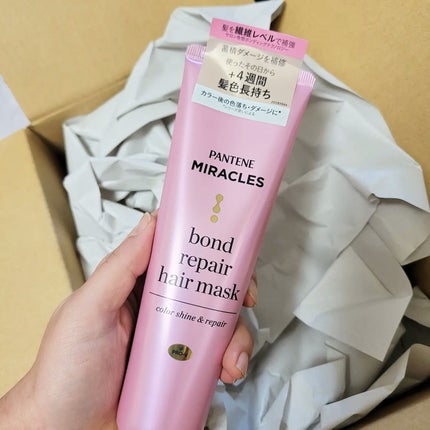 髪を繊維レベルで補強
蓄積ダメージを補修
使ったその日から
+4週間
髪色長持ち
カラー後の色落ち・ダメージに*
PANTENE
MIRACLES
bond
repair
hair mask
color shine & repair
PRO-V